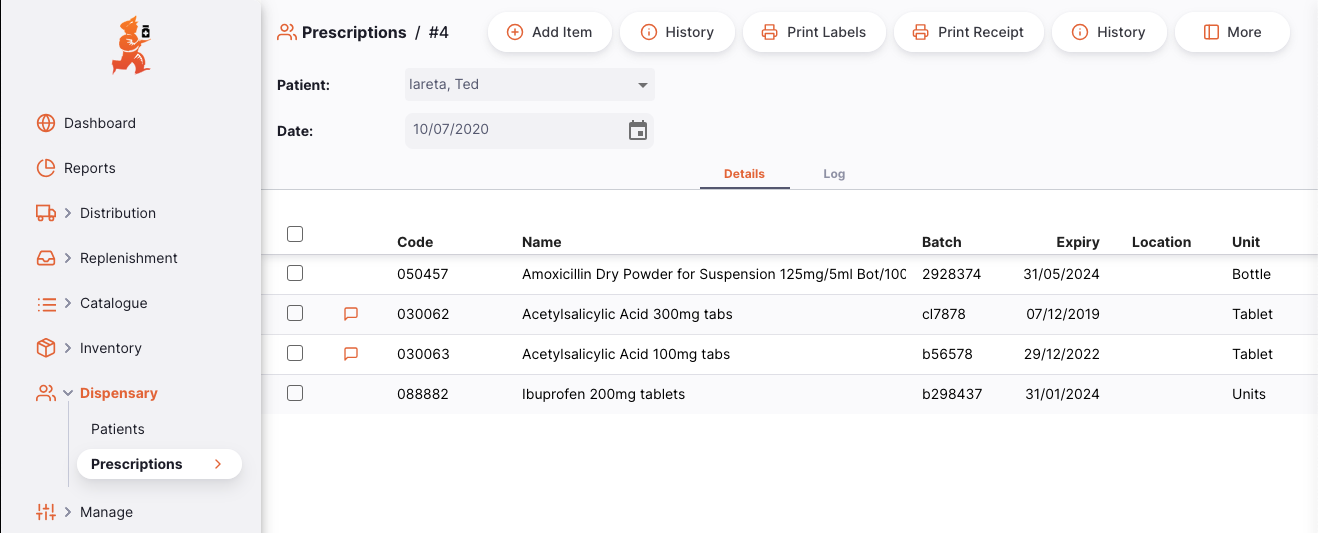 Prescriptions / #4
Add Item
History
Print Labels
Print Receipt
History
More
Patient: Iareta, Ted
Date: 10/07/2020
Dashboard
Reports
Distribution
Replenishment
Catalogue
Inventory
Dispensary
Patients
Prescriptions
Manage
Details Log
Code Name Batch Expiry Location Unit
050457 Amoxicillin Dry Powder for Suspension 125mg/5ml Bot/100 2928374 31/05/2024 Bottle
030062 Acetylsalicylic Acid 300mg tabs cl7878 07/12/2019 Tablet
030063 Acetylsalicylic Acid 100mg tabs b56578 29/12/2022 Tablet
088882 Ibuprofen 200mg tablets b298437 31/01/2024 Units